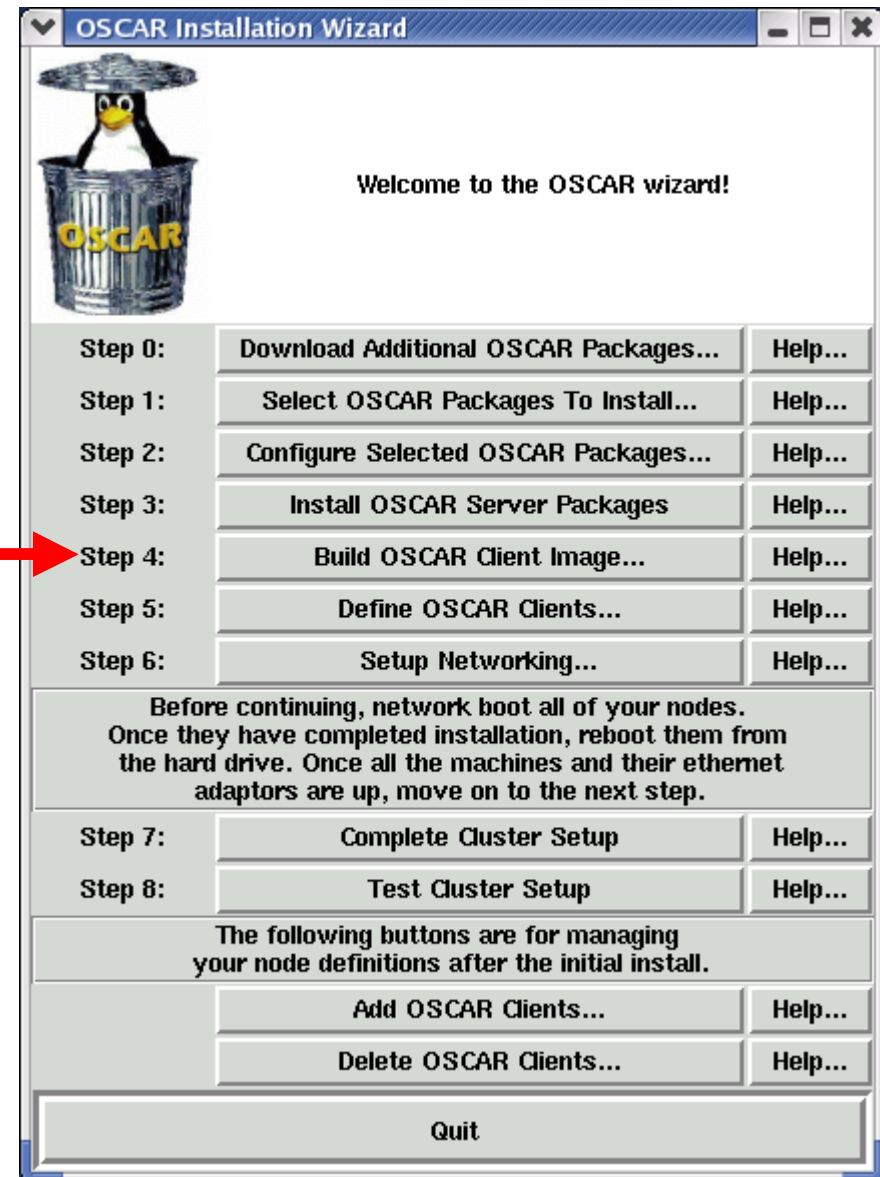 OSCAR Installation Wizard
OSCAR
Welcome to the OSCAR wizard!
Step 0: Download Additional OSCAR Packages... Help...
Step 1: Select OSCAR Packages To Install... Help...
Step 2: Configure Selected OSCAR Packages... Help...
Step 3: Install OSCAR Server Packages Help...
Step 4: Build OSCAR Client Image... Help...
Step 5: Define OSCAR Clients... Help...
Step 6: Setup Networking... Help...
Before continuing, network boot all of your nodes.
Once they have completed installation, reboot them from
the hard drive. Once all the machines and their ethernet
adaptors are up, move on to the next step.
Step 7: Complete Cluster Setup Help...
Step 8: Test Cluster Setup Help...
The following buttons are for managing
your node definitions after the initial install.
Add OSCAR Clients... Help...
Delete OSCAR Clients... Help...
Quit